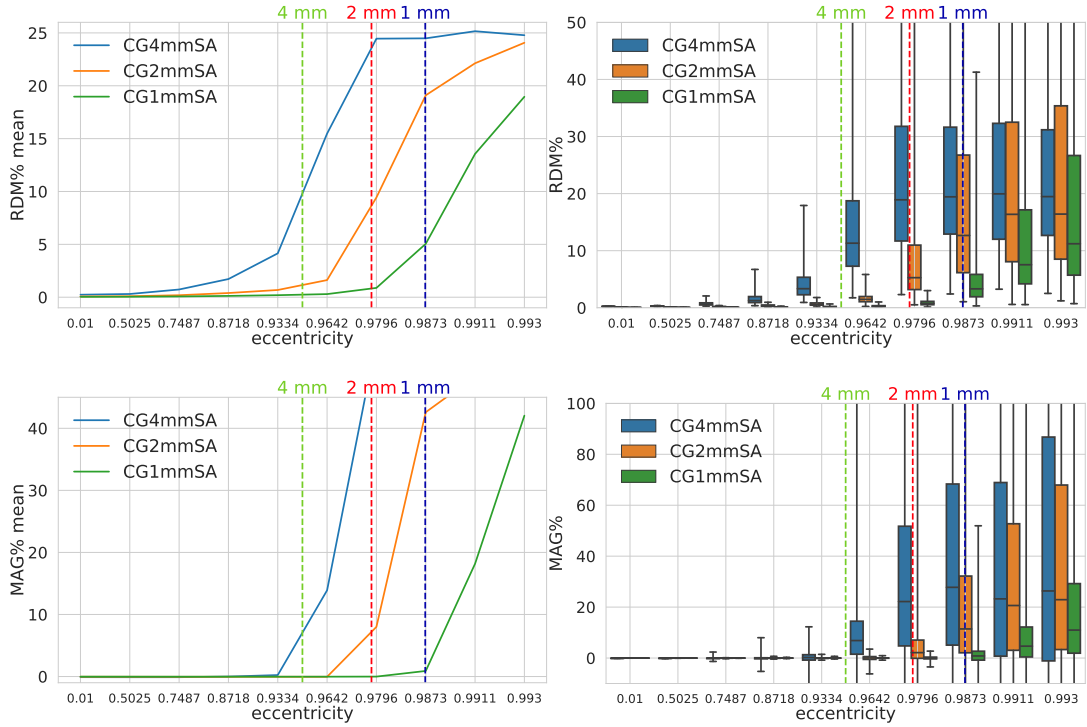 4 mm 2 mm 1 mm
RDM% mean
25
20
15
10
5
0
CG4mmSA
CG2mmSA
CG1mmSA
0.01 0.5025 0.7487 0.8718 0.9334 0.9642 0.9796 0.9873 0.9911 0.993
eccentricity
4 mm 2 mm 1 mm
RDM%
50
40
30
20
10
0
CG4mmSA
CG2mmSA
CG1mmSA
0.01 0.5025 0.7487 0.8718 0.9334 0.9642 0.9796 0.9873 0.9911 0.993
eccentricity
4 mm 2 mm 1 mm
MAG% mean
40
30
20
10
0
CG4mmSA
CG2mmSA
CG1mmSA
0.01 0.5025 0.7487 0.8718 0.9334 0.9642 0.9796 0.9873 0.9911 0.993
eccentricity
4 mm 2 mm 1 mm
MAG%
100
80
60
40
20
0
CG4mmSA
CG2mmSA
CG1mmSA
0.01 0.5025 0.7487 0.8718 0.9334 0.9642 0.9796 0.9873 0.9911 0.993
eccentricity